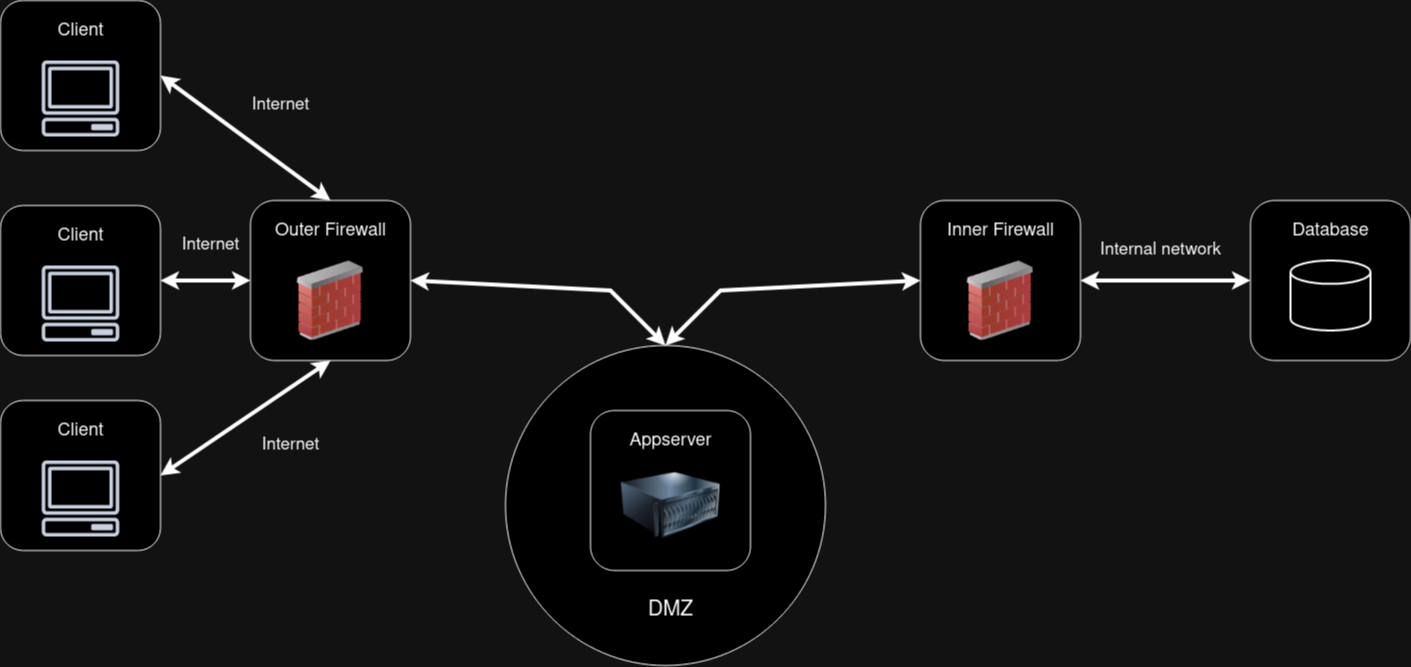 Client
Internet
Client
Internet
Outer Firewall
Inner Firewall
Internal network
Database
Client
Internet
Appserver
DMZ